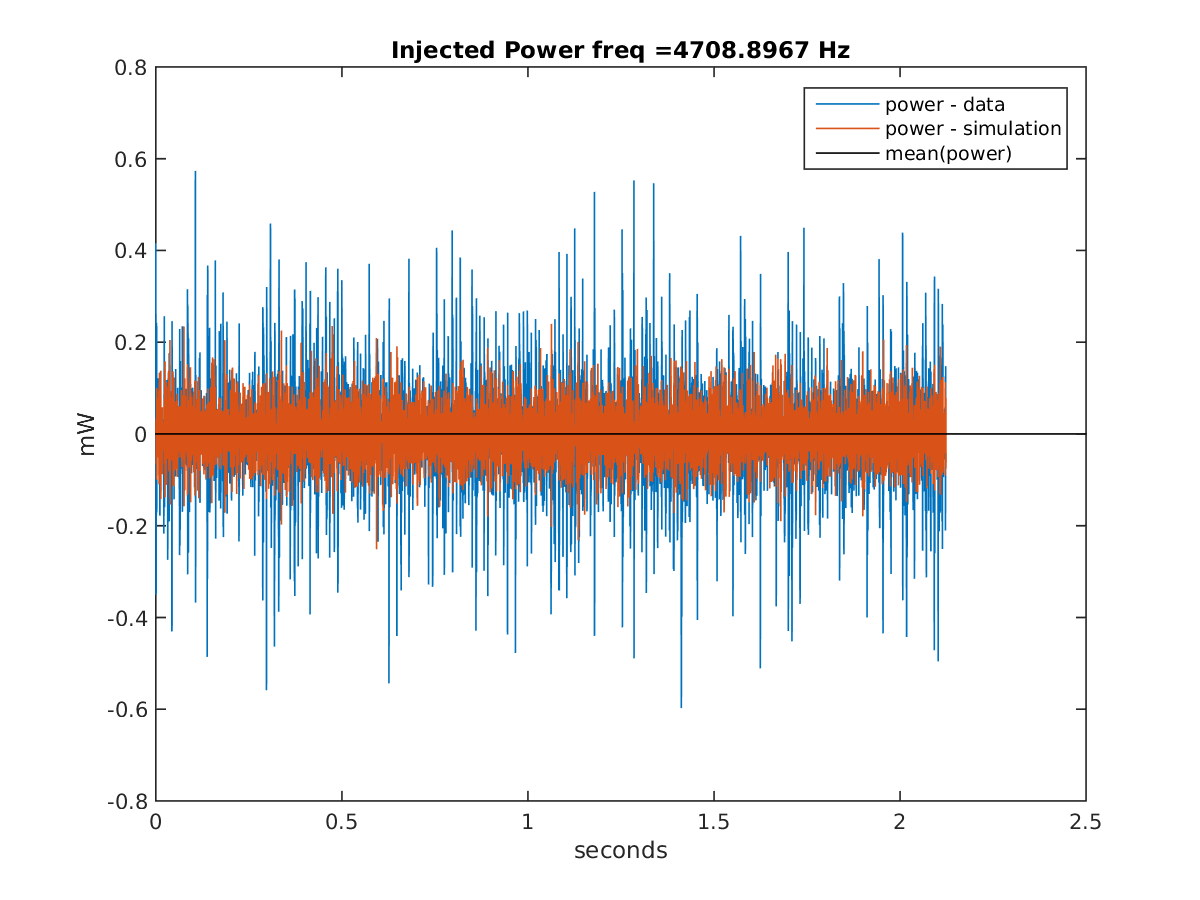 Injected Power freq =4708.8967 Hz
power - data
power - simulation
mean(power)
0.8
0.6
0.4
0.2
0
-0.2
-0.4
-0.6
-0.8
mW
0 0.5 1 1.5 2 2.5
seconds